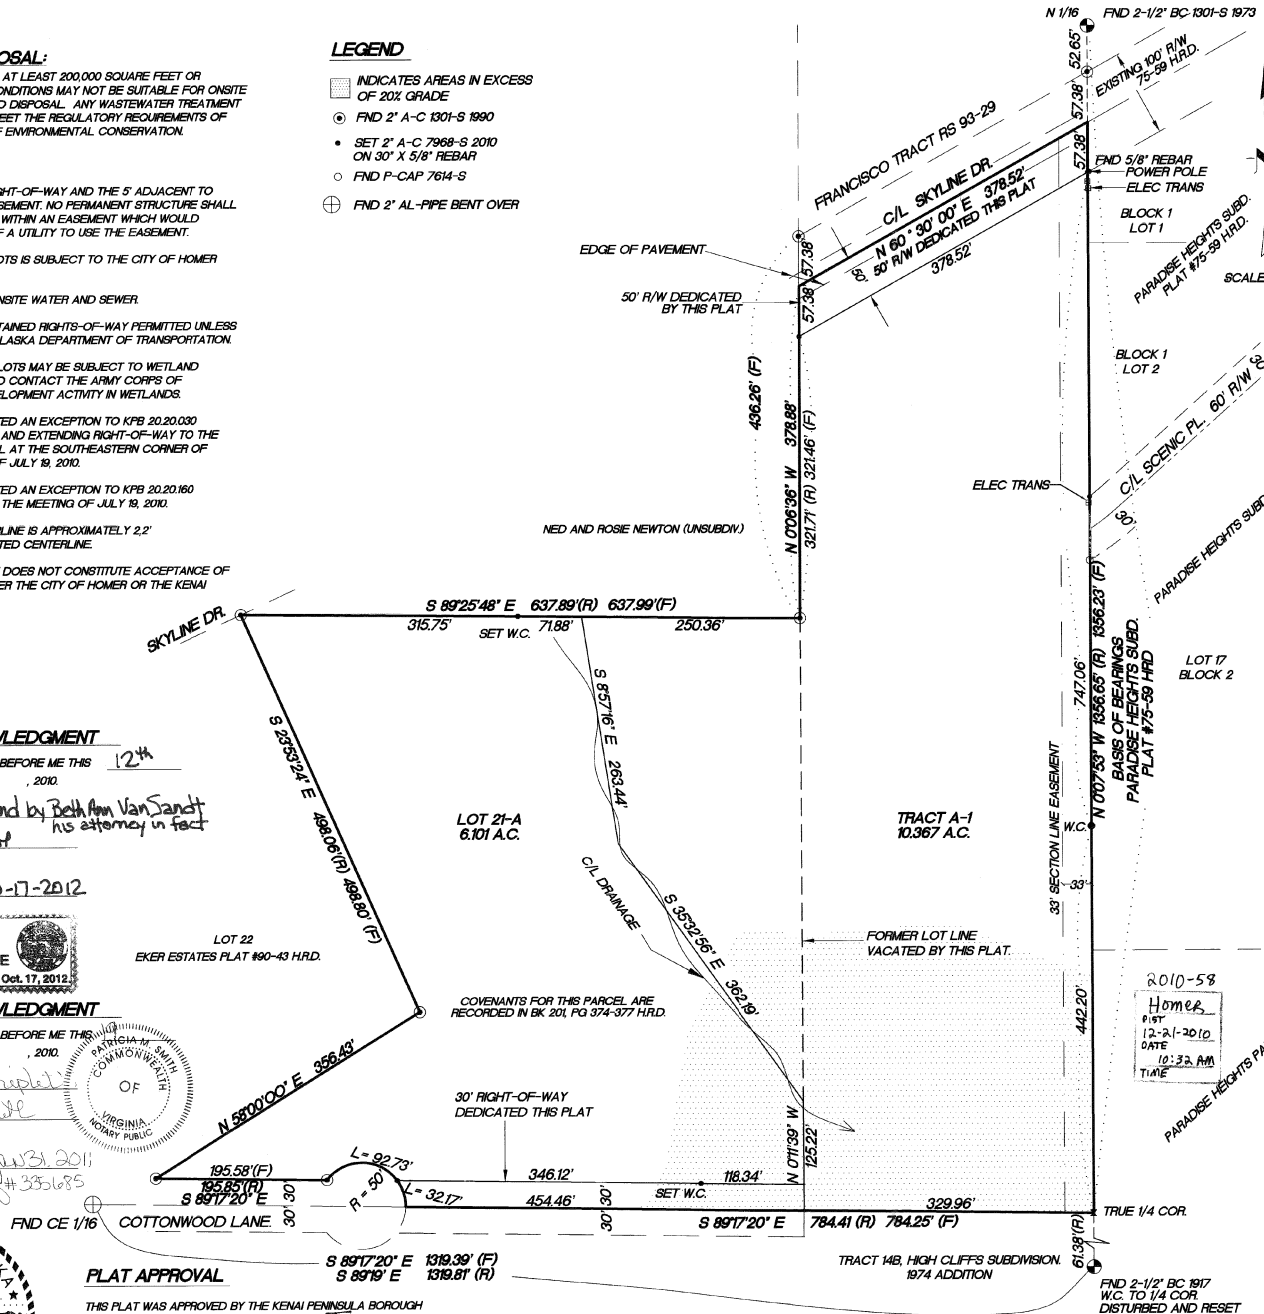 OSAL:
AT LEAST 200,000 SQUARE FEET OR
ONDITIONS MAY NOT BE SUITABLE FOR ONSITE
D DISPOSAL. ANY WASTEWATER TREATMENT
EET THE REGULATORY REQUIREMENTS OF
F ENVIRONMENTAL CONSERVATION.
GHT-OF-WAY AND THE 5' ADJACENT TO
SEMENT. NO PERMANENT STRUCTURE SHALL
WITHIN AN EASEMENT WHICH WOULD
F A UTILITY TO USE THE EASEMENT.
OTS IS SUBJECT TO THE CITY OF HOMER
NSITE WATER AND SEWER.
TAINED RIGHTS-OF-WAY PERMITTED UNLESS
LASKA DEPARTMENT OF TRANSPORTATION.
LOTS MAY BE SUBJECT TO WETLAND
D CONTACT THE ARMY CORPS OF
ELOPMENT ACTIVITY IN WETLANDS.
TED AN EXCEPTION TO KPB 20.20.030
AND EXTENDING RIGHT-OF-WAY TO THE
L AT THE SOUTHEASTERN CORNER OF
F JULY 19, 2010.
TED AN EXCEPTION TO KPB 20.20.160
THE MEETING OF JULY 19, 2010.
RLINE IS APPROXIMATELY 2.2'
TED CENTERLINE.
DOES NOT CONSTITUTE ACCEPTANCE OF
ER THE CITY OF HOMER OR THE KENAI
LEGEND
INDICATES AREAS IN EXCESS
OF 20% GRADE
FND 2" A-C 1301-S 1990
SET 2" A-C 7968-S 2010
ON 30" X 5/8" REBAR
FND P-CAP 7614-S
FND 2" AL-PIPE BENT OVER
N 1/16 FND 2-1/2" BC 1301-S 1973
52.65'
57.38'
57.38'
EXISTING 100' R/W
75-59 H.R.D.
FRANCISCO TRACT RS 93-29
C/L SKYLINE DR.
N 60° 30' 00" E 378.52'
50' R/W DEDICATED THIS PLAT
378.52'
50'
FND 5/8" REBAR
POWER POLE
ELEC TRANS
BLOCK 1
LOT 1
PARADISE HEIGHTS SUBD.
PLAT #75-59 H.R.D.
SCALE
EDGE OF PAVEMENT
57.38'
57.38'
50' R/W DEDICATED
BY THIS PLAT
436.26' (F)
N 0°06'36" W 378.88'
321.71' (R) 321.46' (F)
BLOCK 1
LOT 2
C/L SCENIC PL. 60' R/W
30'
30'
ELEC TRANS
PARADISE HEIGHTS SUBD
NED AND ROSIE NEWTON (UNSUBDIV.)
SKYLINE DR.
S 89°25'48" E 637.89'(R) 637.99'(F)
315.75' 71.88' 250.36'
SET W.C.
N 0°07'53" W 1356.65' (R) 1356.23' (F)
BASIS OF BEARINGS
PARADISE HEIGHTS SUBD.
PLAT #75-59 HRD
747.06'
LOT 17
BLOCK 2
S 8°57'16" E 263.44'
S 23°53'24" E 498.06'(R) 498.80' (F)
LOT 21-A
6.101 A.C.
TRACT A-1
10.367 A.C.
W.C.
33' SECTION LINE EASEMENT
33'
C/L DRAINAGE
S 35°32'56" E 362.19'
FORMER LOT LINE
VACATED BY THIS PLAT.
LOT 22
EKER ESTATES PLAT #90-43 H.R.D.
COVENANTS FOR THIS PARCEL ARE
RECORDED IN BK 201, PG 374-377 H.R.D.
442.20'
2010-58
Homer
DIST
12-21-2010
DATE
10:32 AM
TIME
PARADISE HEIGHTS PA
WLEDGMENT
BEFORE ME THIS 12th
, 2010.
nd by Beth Ann VanSandt
his attorney in fact
-17-2012
E
Oct. 17, 2012.
WLEDGMENT
BEFORE ME THIS
, 2010.
PATRICIA M. SMITH
COMMONWEALTH
OF
VIRGINIA
NOTARY PUBLIC
31, 2011
# 335685
N 58°00'00" E 356.43'
30' RIGHT-OF-WAY
DEDICATED THIS PLAT
N 0°11'39" W
125.22'
L= 92.73'
195.58'(F)
195.85'(R)
S 89°17'20" E
R = 50'
L= 32.17'
346.12' 118.34'
SET W.C.
454.46'
329.96'
30' 30'
30' 30'
S 89°17'20" E 784.41 (R) 784.25' (F)
TRUE 1/4 COR.
61.38'(R)
FND CE 1/16 COTTONWOOD LANE
S 89°17'20" E 1319.39' (F)
S 89°19' E 1319.81' (R)
TRACT 14B, HIGH CLIFFS SUBDIVISION.
1974 ADDITION
FND 2-1/2" BC 1917
W.C. TO 1/4 COR.
DISTURBED AND RESET
PLAT APPROVAL
THIS PLAT WAS APPROVED BY THE KENAI PENINSULA BOROUGH